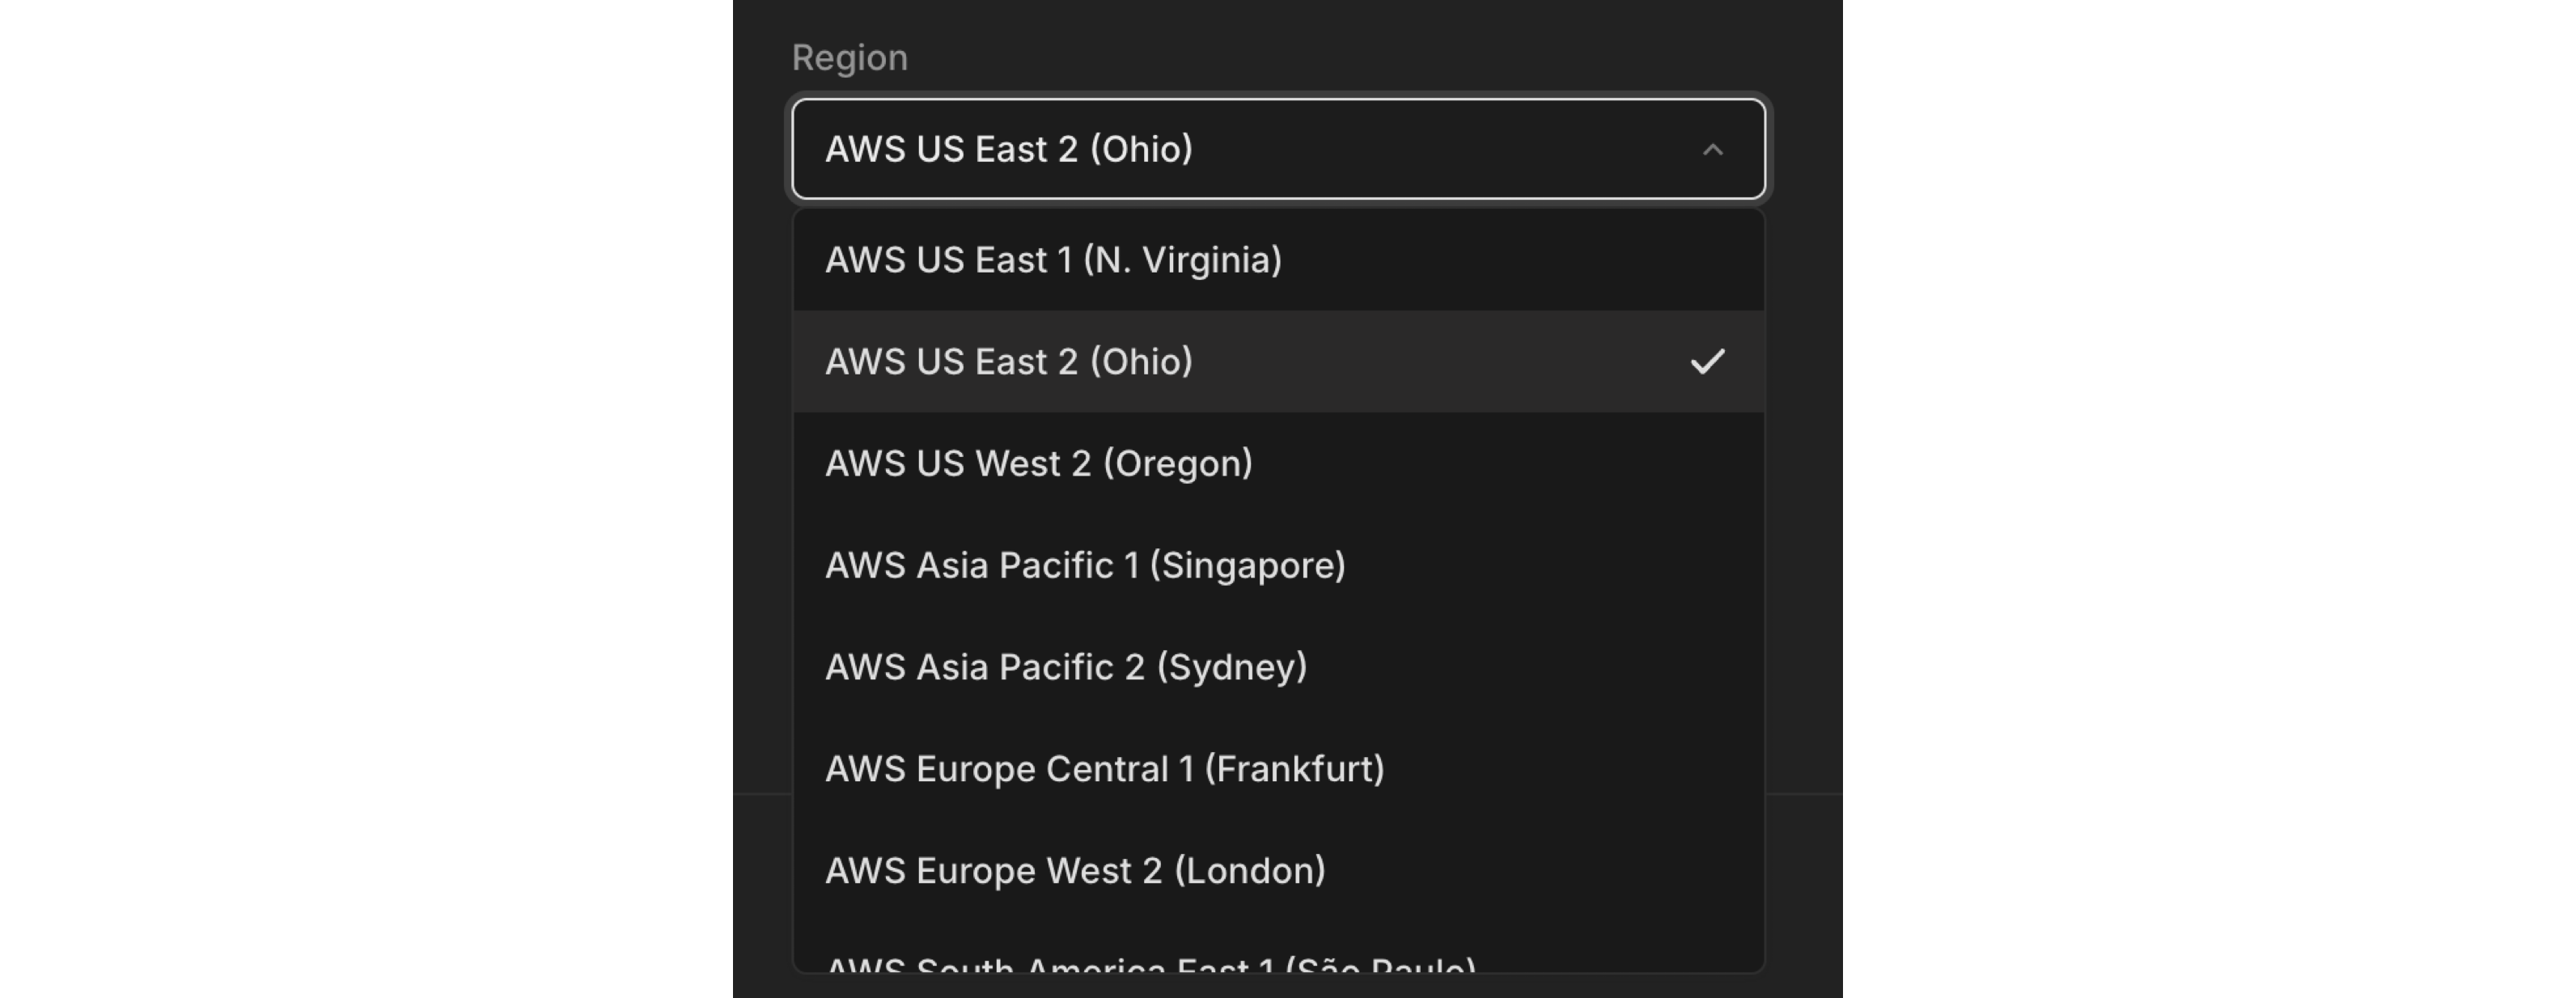 Region
AWS US East 2 (Ohio)
AWS US East 1 (N. Virginia)
AWS US East 2 (Ohio)
AWS US West 2 (Oregon)
AWS Asia Pacific 1 (Singapore)
AWS Asia Pacific 2 (Sydney)
AWS Europe Central 1 (Frankfurt)
AWS Europe West 2 (London)
AWS South America East 1 (São Paulo)